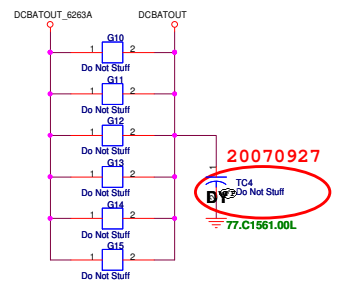 DCBATOUT_6263A DCBATOUT
G10
1 2
Do Not Stuff
G11
1 2
Do Not Stuff
G12
1 2
Do Not Stuff
G13
1 2
Do Not Stuff
G14
1 2
Do Not Stuff
G15
1 2
Do Not Stuff
20070927
1
TC4
DY
2
Do Not Stuff
77.C1561.00L